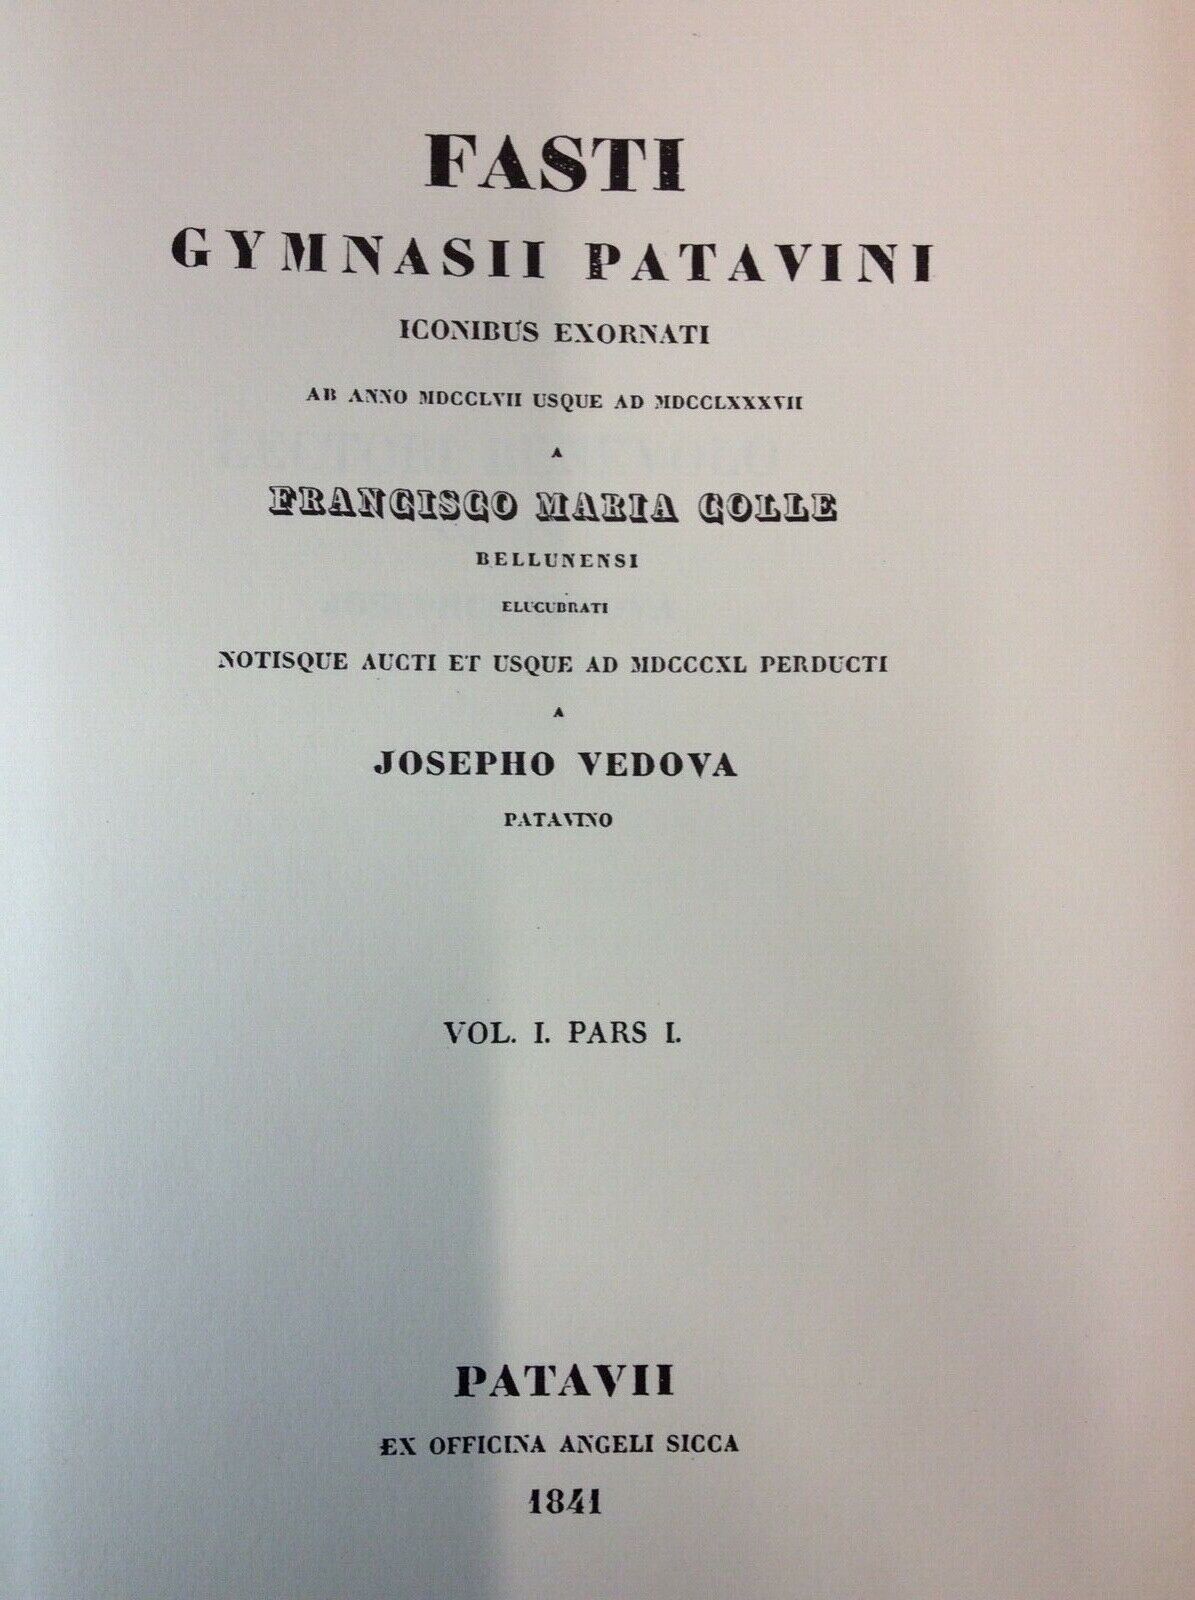 FASTI
GYMNASII PATAVINI
ICONIBUS EXORNATI
AB ANNO MDCCLVII USQUE AD MDCCLXXXVII
A
FRANCISCO MARIA COLLE
BELLUNENSI
ELUCUBRATI
NOTISQUE AUCTI ET USQUE AD MDCCCXL PERDUCTI
A
JOSEPHO VEDOVA
PATAVINO
VOL. I. PARS I.
PATAVII
EX OFFICINA ANGELI SICCA
1841